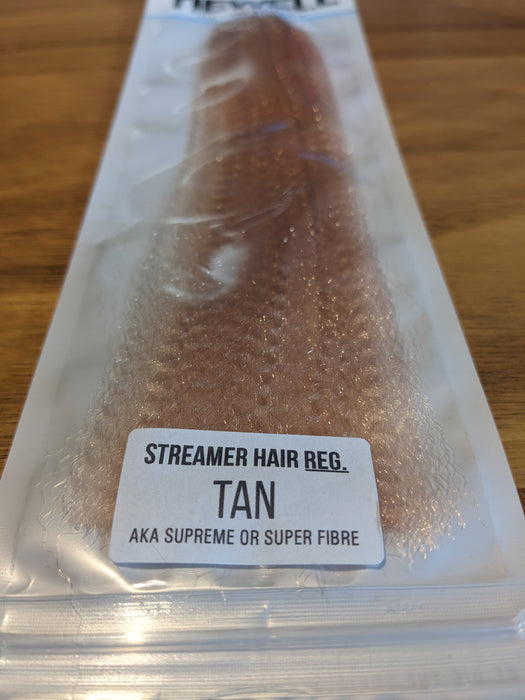 STREAMER HAIR REG.
TAN
AKA SUPREME OR SUPER FIBRE